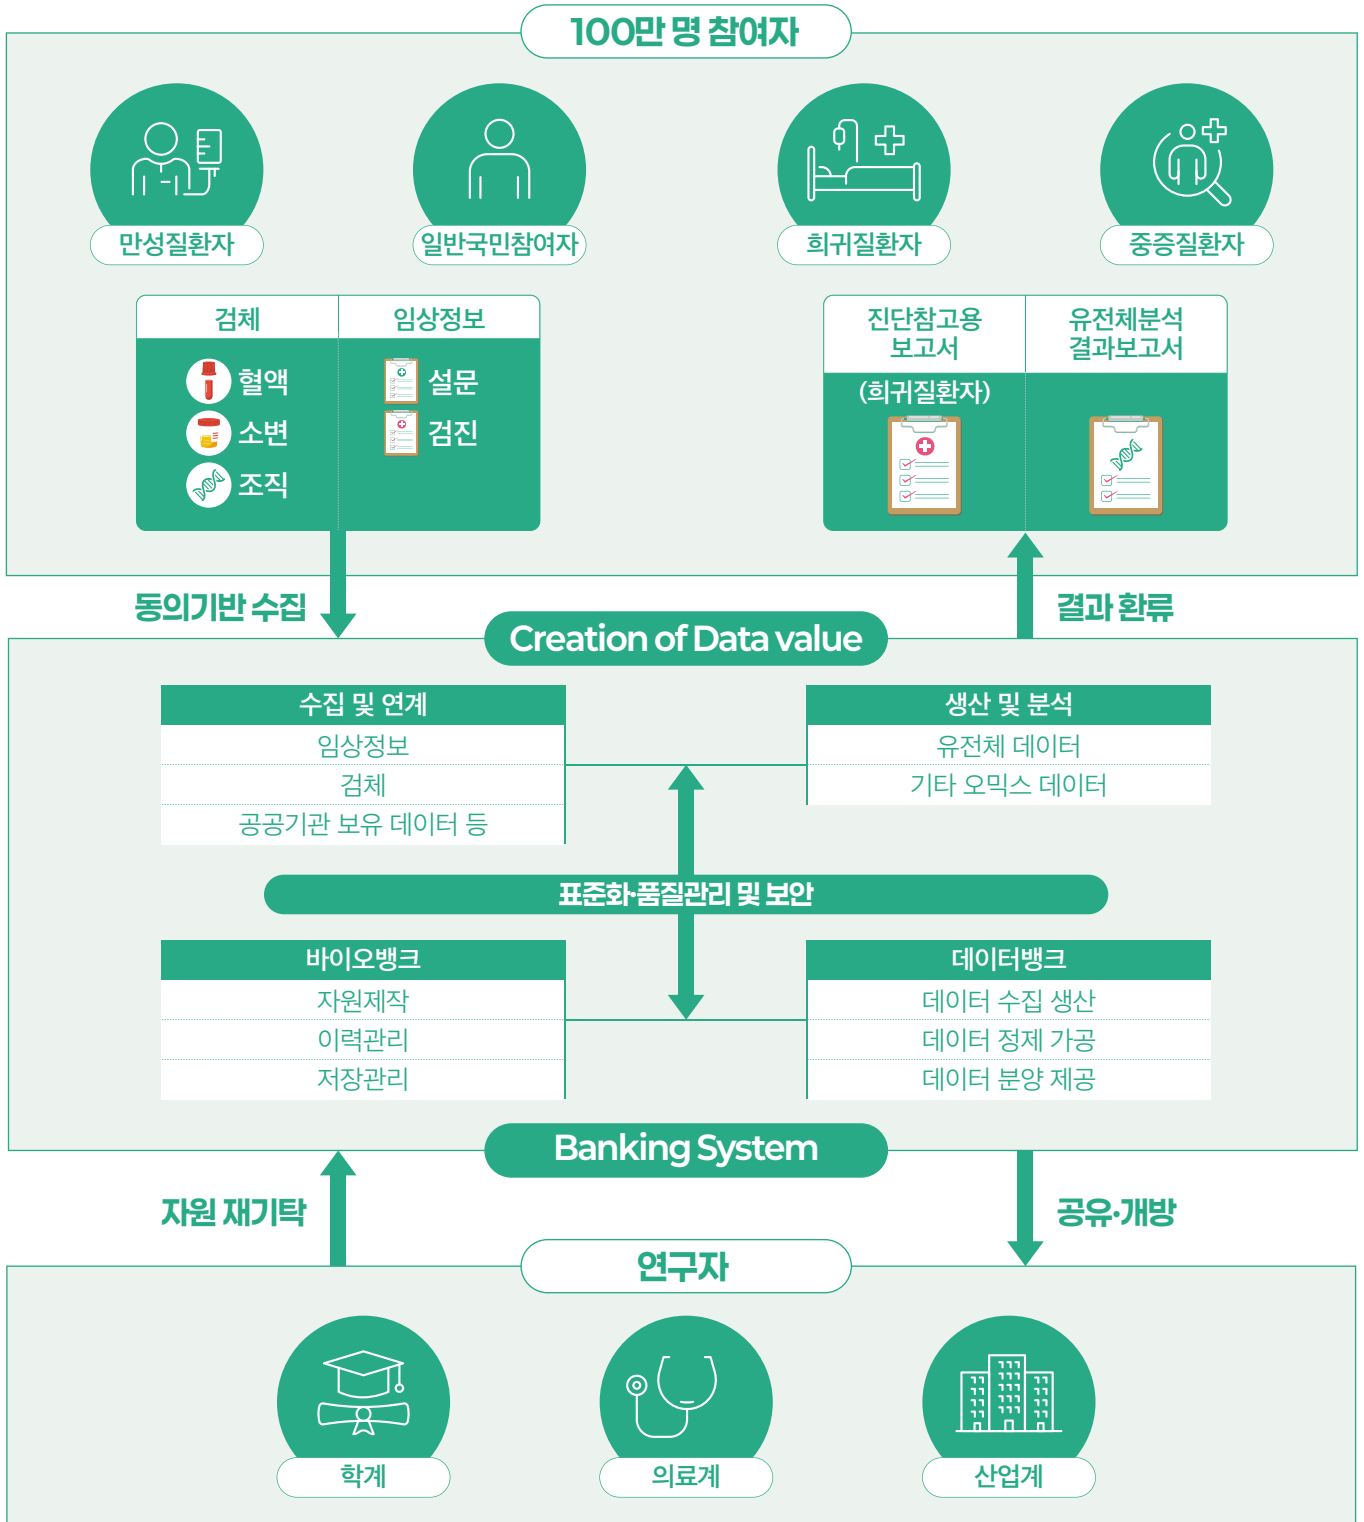 100만 명 참여자
만성질환자
일반국민참여자
희귀질환자
중증질환자
검체
임상정보
혈액
소변
조직
설문
검진
진단참고용
보고서
유전체분석
결과보고서
(희귀질환자)
동의기반 수집
결과 환류
Creation of Data value
수집 및 연계
임상정보
검체
공공기관 보유 데이터 등
생산 및 분석
유전체 데이터
기타 오믹스 데이터
표준화·품질관리 및 보안
바이오뱅크
자원제작
이력관리
저장관리
데이터뱅크
데이터 수집 생산
데이터 정제 가공
데이터 분양 제공
Banking System
자원 재기탁
공유·개방
연구자
학계
의료계
산업계